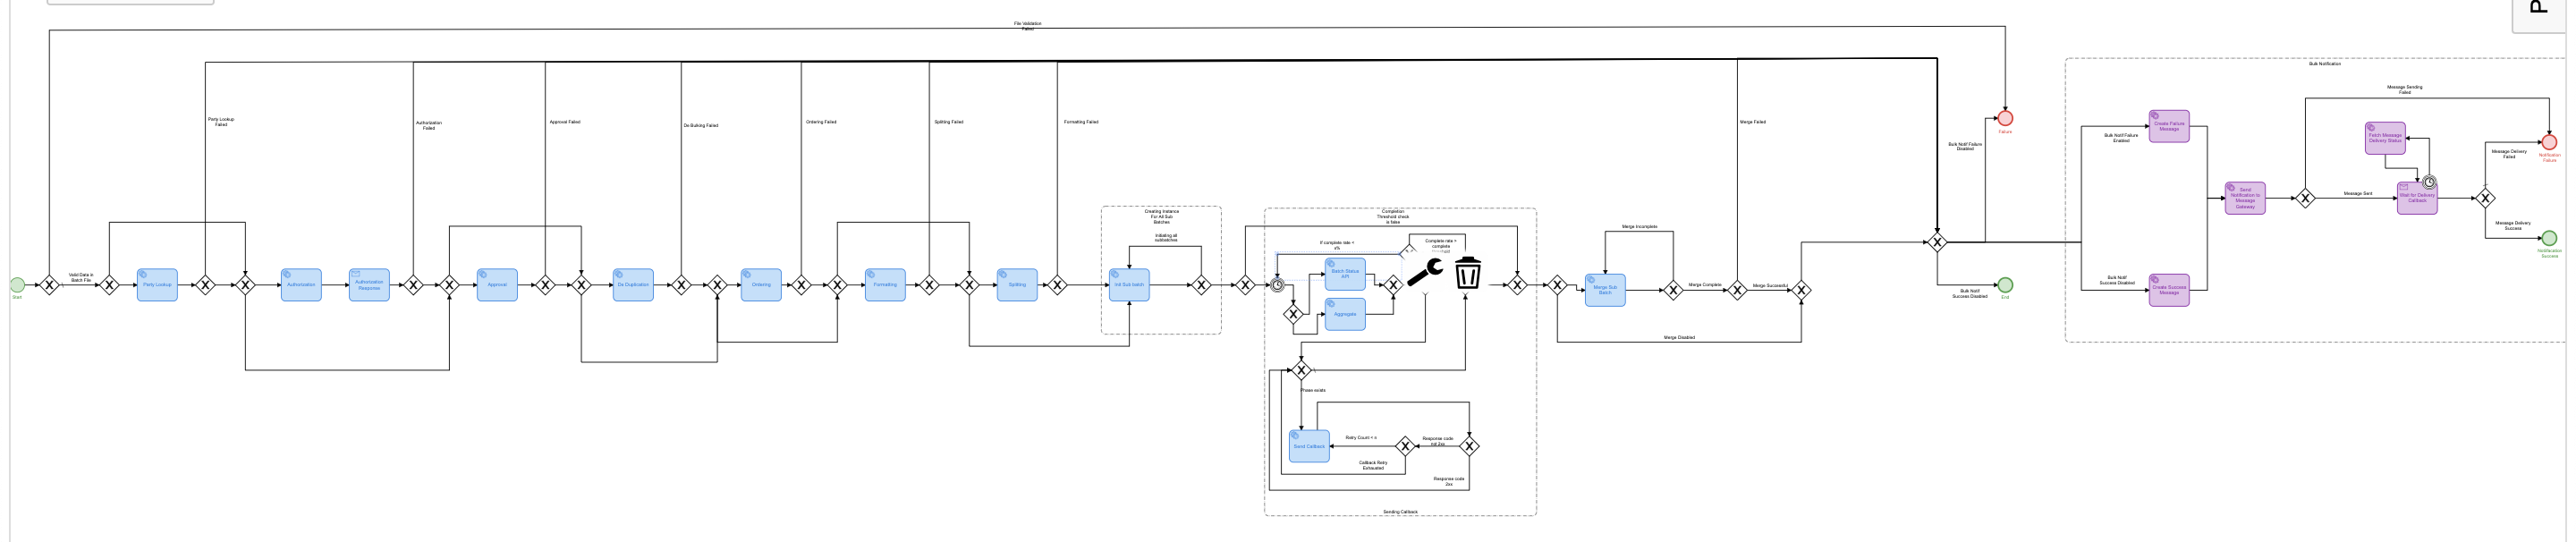 P
File Validation
Failed
Bulk Notification
Message Sending
Failed
Party Lookup
Failed
Authorization
Failed
Approval Failed
De Bulking Failed
Ordering Failed
Splitting Failed
Formatting Failed
Merge Failed
Failure
Bulk Notif Failure
Disabled
Bulk Notif Failure
Enabled
Create Failure
Message
Fetch Message
Delivery Status
Message Delivery
Failed
Notification
Failure
Send
Notification to
Message
Gateway
Message Sent
Wait for Delivery
Callback
Message Delivery
Success
Notification
Success
Creating Instance
For All Sub
Batches
Initiating all
subbatches
Completion
Threshold check
is false
If complete rate <
x%
Complete rate >
complete
Merge Incomplete
Start
Valid Data in
Batch File
Party Lookup
Authorization
Authorization
Response
Approval
De Duplication
Ordering
Formatting
Splitting
Init Sub batch
Batch Status
API
Aggregate
Merge Sub
Batch
Merge Complete
Merge Successful
Merge Disabled
Bulk Notif
Success Disabled
End
Bulk Notif
Success Disabled
Create Success
Message
Phase exists
Send Callback
Retry Count < x
Response code
not 2xx
Callback Retry
Exhausted
Response code
2xx
Sending Callback